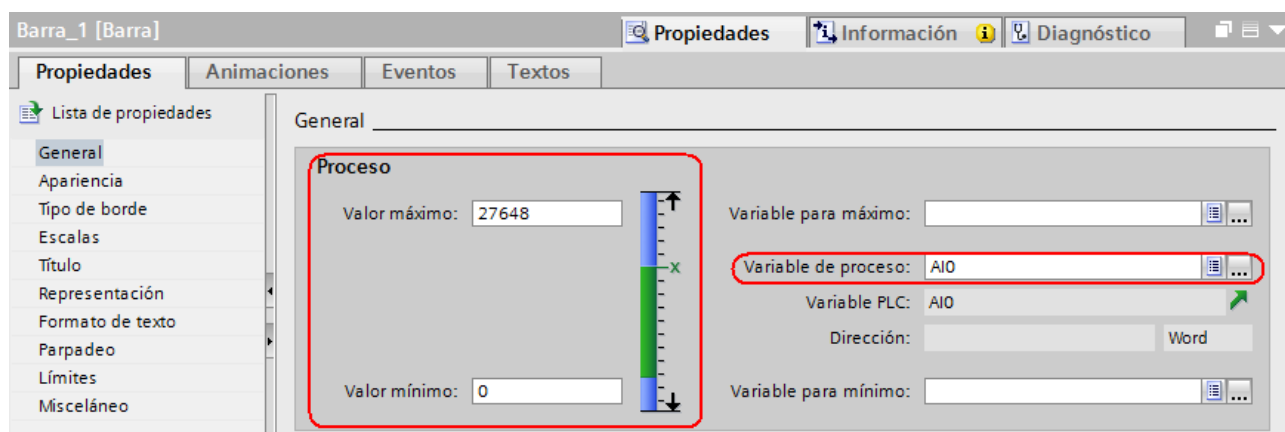 Barra_1 [Barra]
Propiedades
Información
Diagnóstico
Propiedades
Animaciones
Eventos
Textos
Lista de propiedades
General
Apariencia
Tipo de borde
Escalas
Título
Representación
Formato de texto
Parpadeo
Límites
Misceláneo
General
Proceso
Valor máximo: 27648
Variable para máximo:
x
Variable de proceso: AI0
Variable PLC: AI0
Dirección: Word
Valor mínimo: 0
Variable para mínimo: